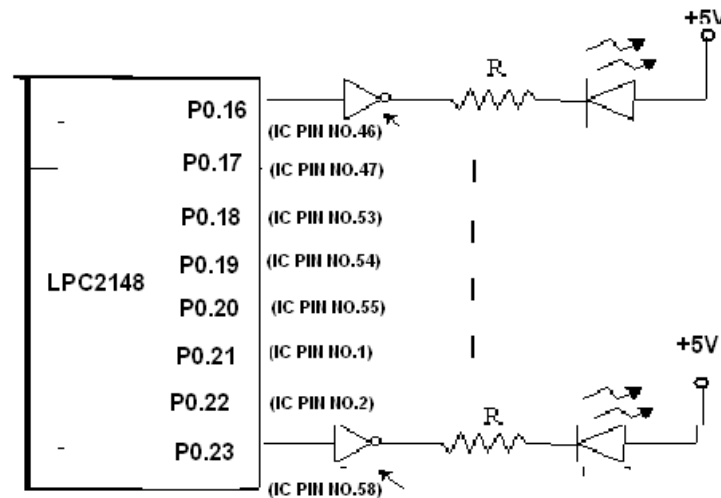 +5V
R
P0.16
(IC PIN NO.46)
P0.17
(IC PIN NO.47)
P0.18
(IC PIN NO.53)
P0.19
(IC PIN NO.54)
LPC2148
P0.20
(IC PIN NO.55)
P0.21
(IC PIN NO.1)
+5V
P0.22
(IC PIN NO.2)
R
P0.23
(IC PIN NO.58)